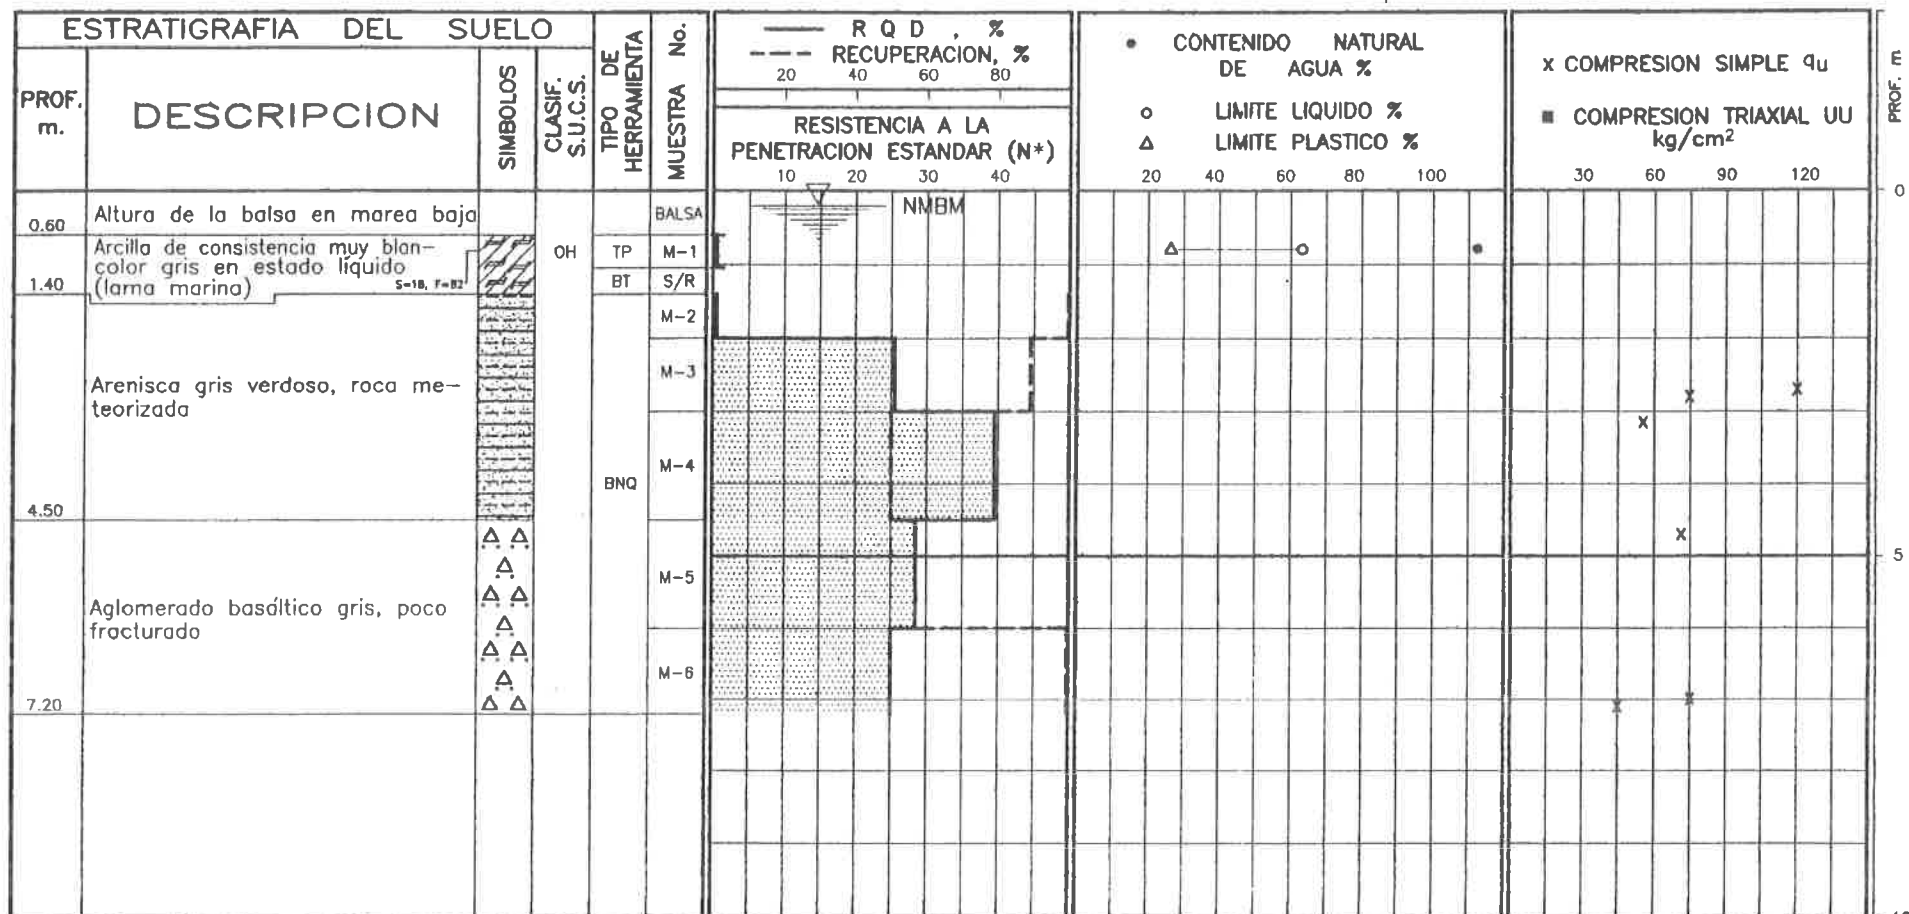 ESTRATIGRAFIA DEL SUELO
PROF. m.
DESCRIPCION
SIMBOLOS
CLASIF. S.U.C.S.
TIPO DE HERRAMIENTA
MUESTRA No.
R Q D , %
RECUPERACION, %
20 40 60 80
RESISTENCIA A LA
PENETRACION ESTANDAR (N*)
10 20 30 40
CONTENIDO NATURAL
DE AGUA %
LIMITE LIQUIDO %
LIMITE PLASTICO %
20 40 60 80 100
x COMPRESION SIMPLE qu
COMPRESION TRIAXIAL UU
kg/cm2
30 60 90 120
PROF. m
0
Altura de la balsa en marea baja
BALSA
NMBM
0.60
Arcilla de consistencia muy blan-
color gris en estado líquido
(lama marina)
S=18, F=82
OH
TP
M-1
1.40
BT
S/R
M-2
M-3
Arenisca gris verdoso, roca me-
teorizada
M-4
BNQ
4.50
5
M-5
Aglomerado basáltico gris, poco
fracturado
M-6
7.20